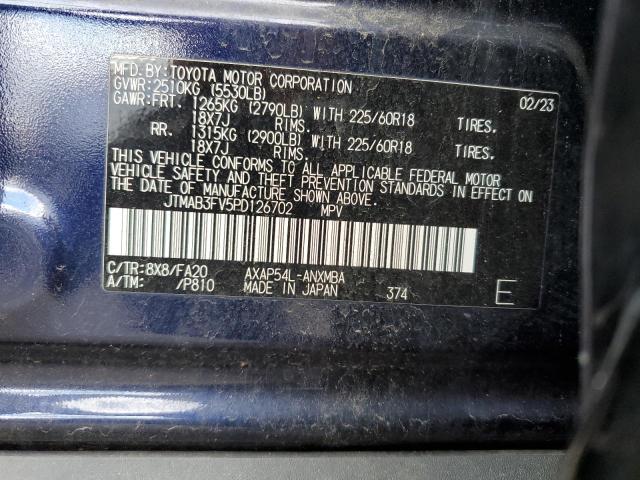 MFD. BY: TOYOTA MOTOR CORPORATION 02/23
GVWR: 2510KG (5530LB)
GAWR: FRT. 1265KG (2790LB) WITH 225/60R18 TIRES.
18X7J RIMS.
RR. 1315KG (2900LB) WITH 225/60R18 TIRES.
18X7J RIMS.
THIS VEHICLE CONFORMS TO ALL APPLICABLE FEDERAL MOTOR
VEHICLE SAFETY AND THEFT PREVENTION STANDARDS IN EFFECT ON
THE DATE OF MANUFACTURE SHOWN ABOVE.
JTMAB3FV5PD126702 MPV
C/TR: 8X8/FA20 AXAP54L-ANXMBA
A/TM: /P810 MADE IN JAPAN 374 E